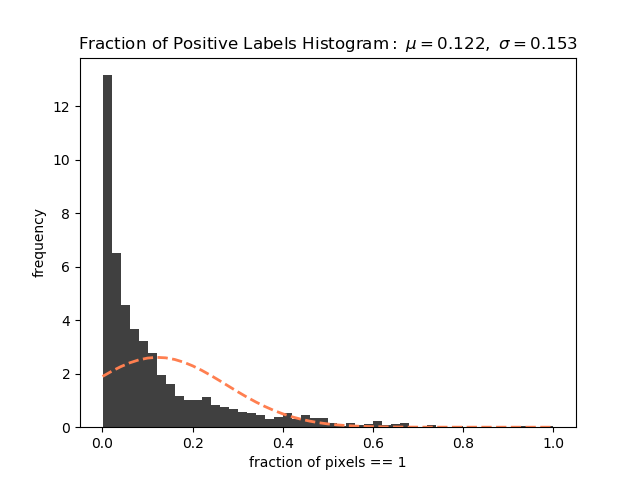 Fraction of Positive Labels Histogram: μ = 0.122, σ = 0.153
frequency
12
10
8
6
4
2
0
0.0 0.2 0.4 0.6 0.8 1.0
fraction of pixels == 1